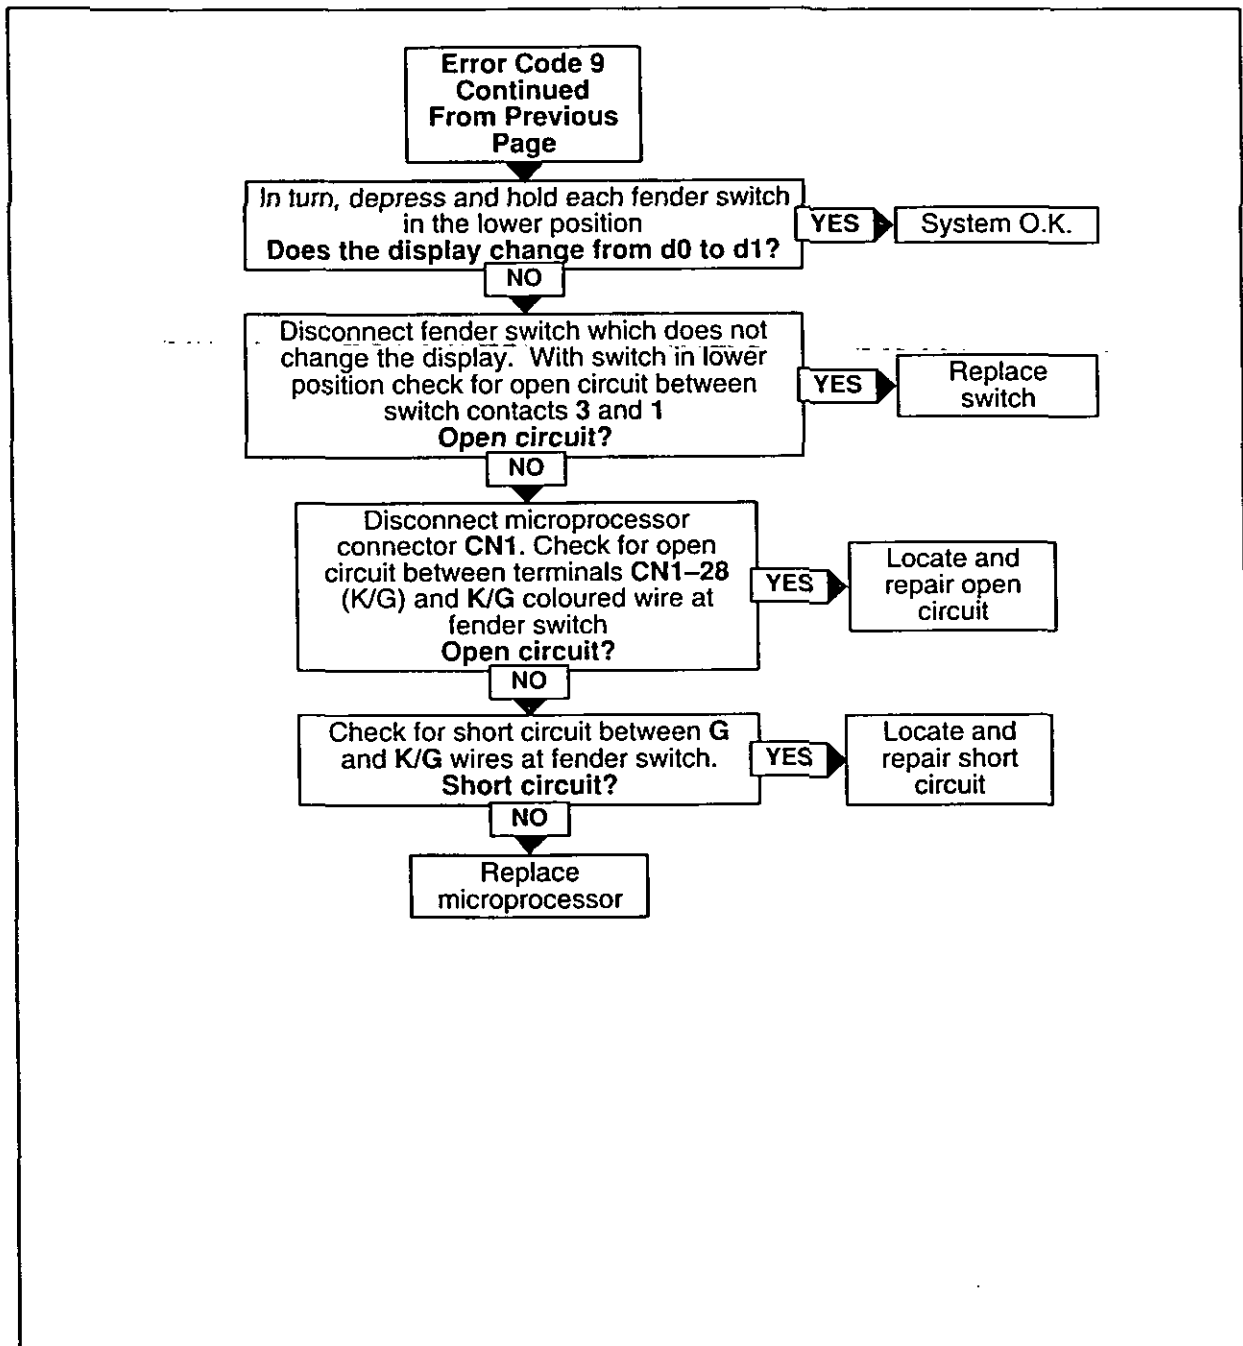 Error Code 9
Continued
From Previous
Page
In turn, depress and hold each fender switch
in the lower position
Does the display change from d0 to d1?
YES
System O.K.
NO
Disconnect fender switch which does not
change the display. With switch in lower
position check for open circuit between
switch contacts 3 and 1
Open circuit?
YES
Replace
switch
NO
Disconnect microprocessor
connector CN1. Check for open
circuit between terminals CN1–28
(K/G) and K/G coloured wire at
fender switch
Open circuit?
YES
Locate and
repair open
circuit
NO
Check for short circuit between G
and K/G wires at fender switch.
Short circuit?
YES
Locate and
repair short
circuit
NO
Replace
microprocessor